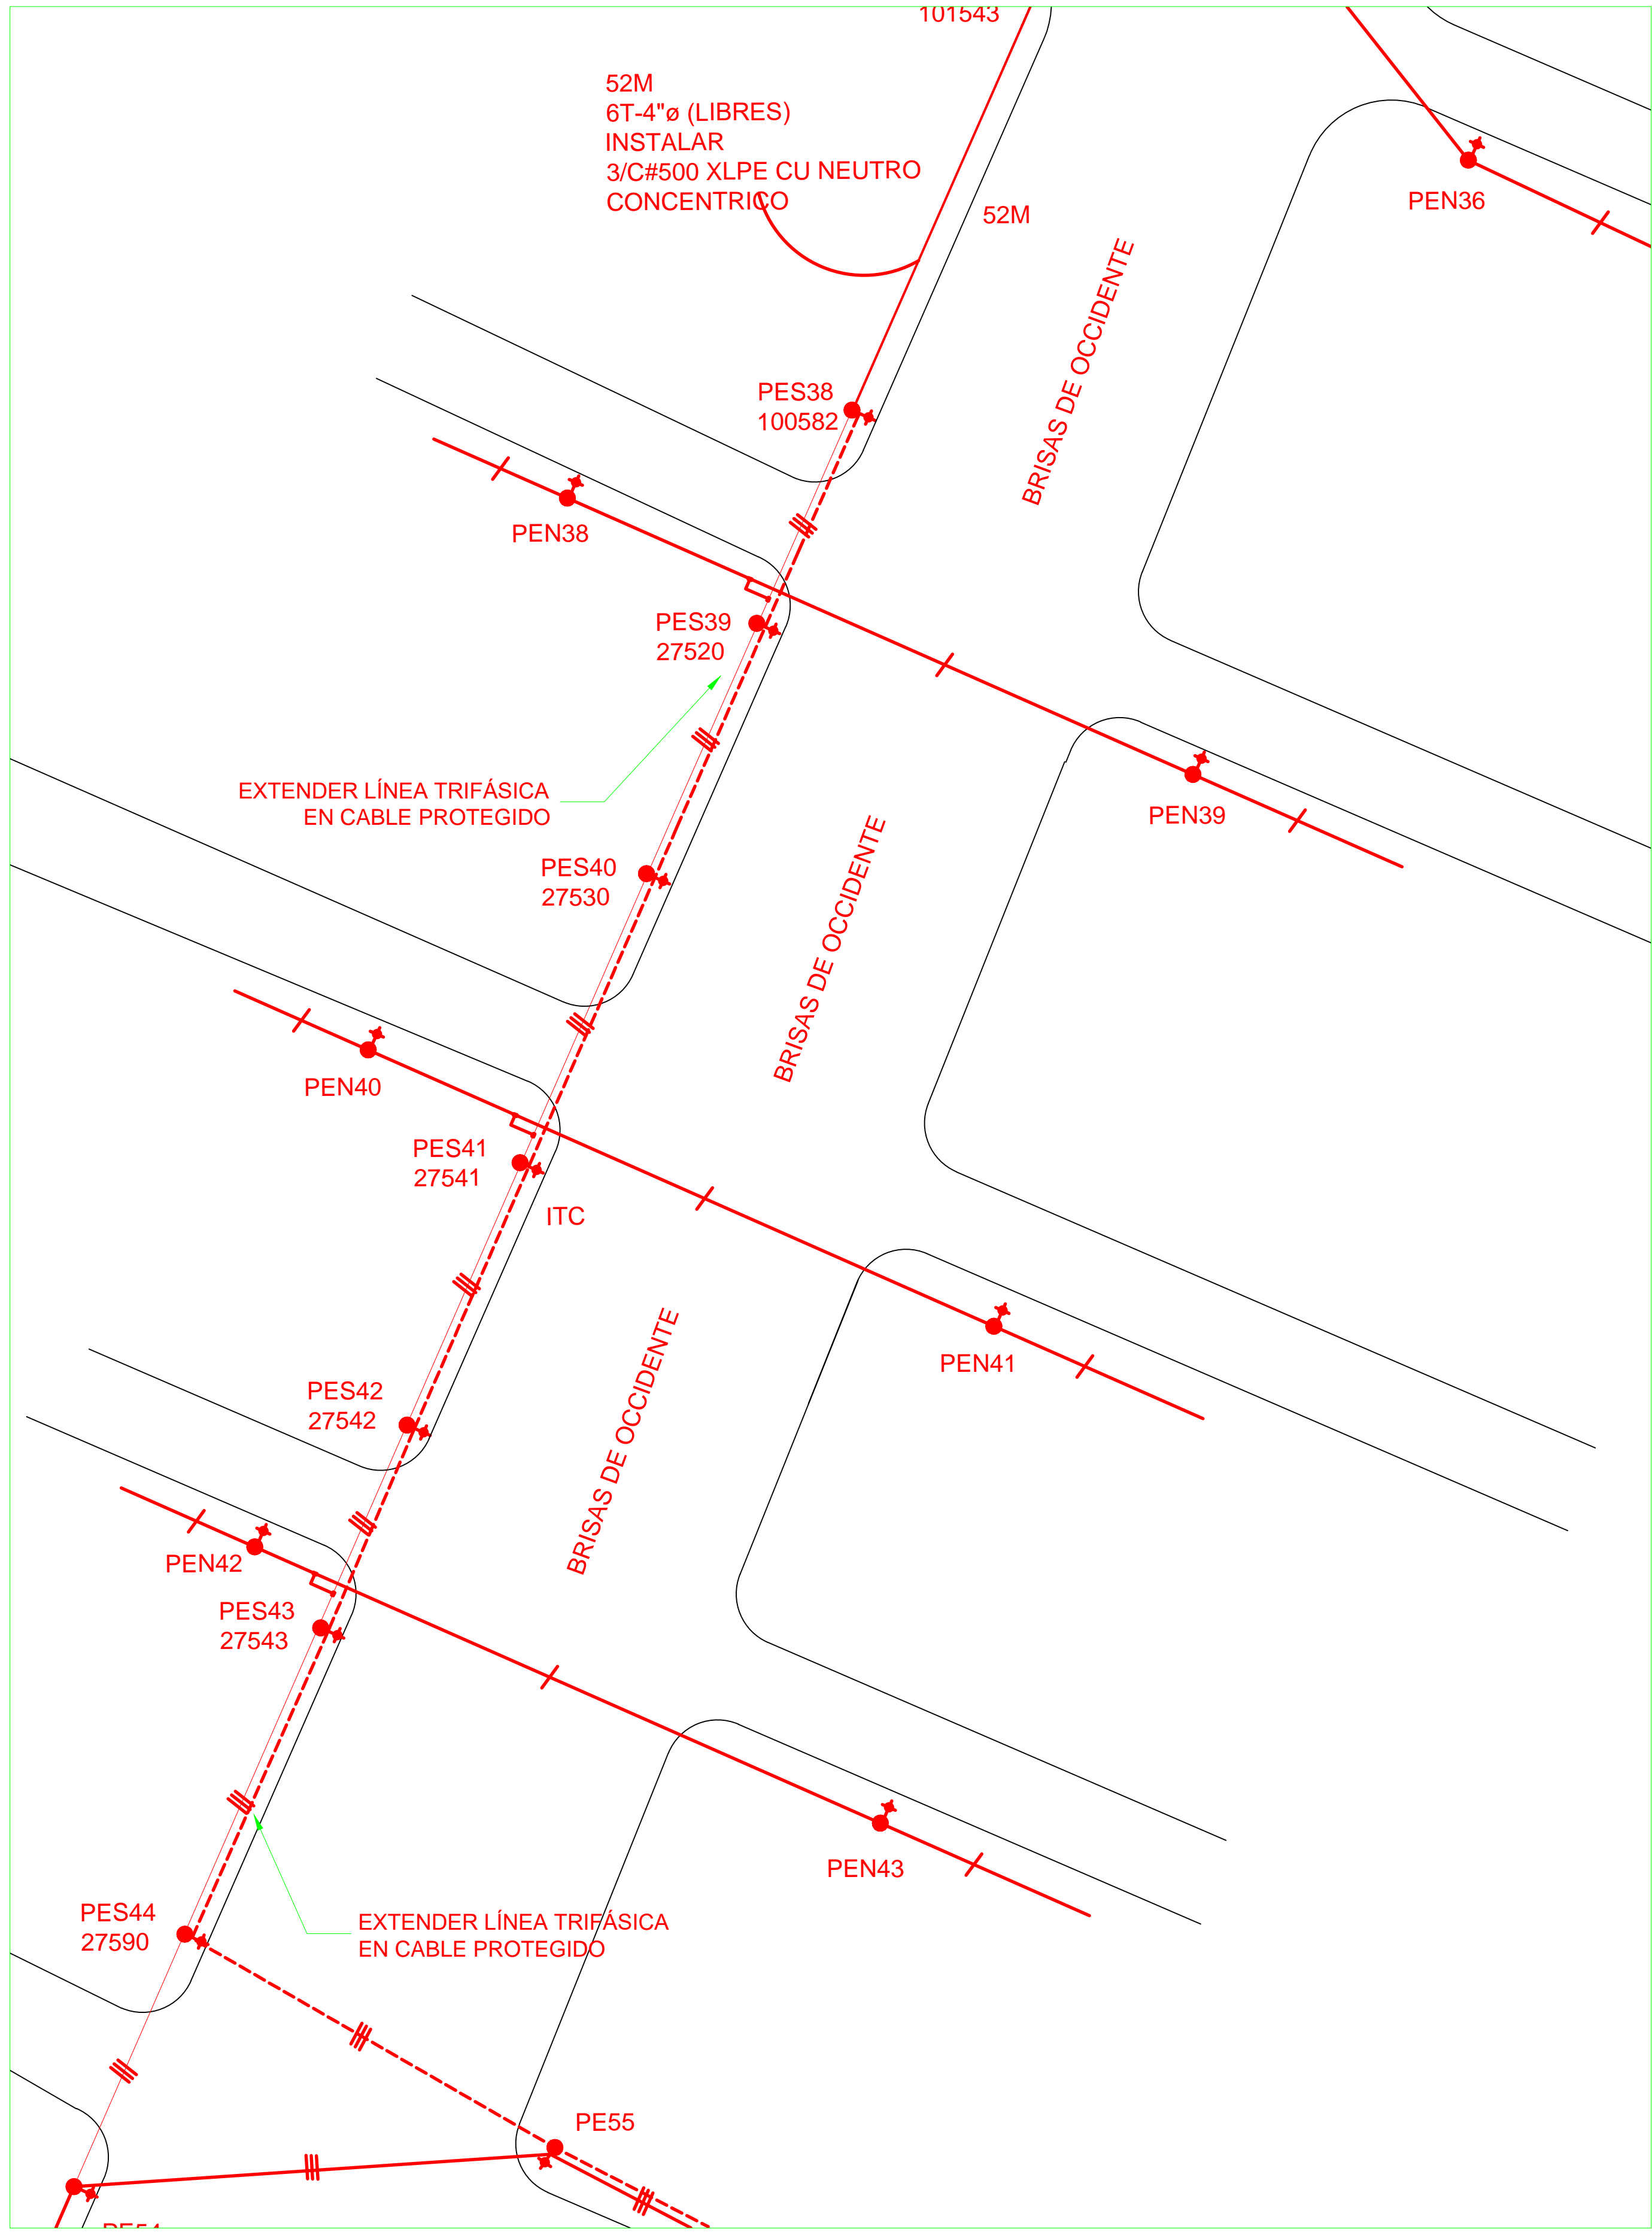 101543
52M
6T-4"ø (LIBRES)
INSTALAR
3/C#500 XLPE CU NEUTRO
CONCENTRICO
52M
PEN36
BRISAS DE OCCIDENTE
PES38
100582
PEN38
PES39
27520
EXTENDER LÍNEA TRIFÁSICA
EN CABLE PROTEGIDO
PEN39
PES40
27530
BRISAS DE OCCIDENTE
PEN40
PES41
27541
ITC
PEN41
PES42
27542
BRISAS DE OCCIDENTE
PEN42
PES43
27543
PEN43
PES44
27590
EXTENDER LÍNEA TRIFÁSICA
EN CABLE PROTEGIDO
PE55